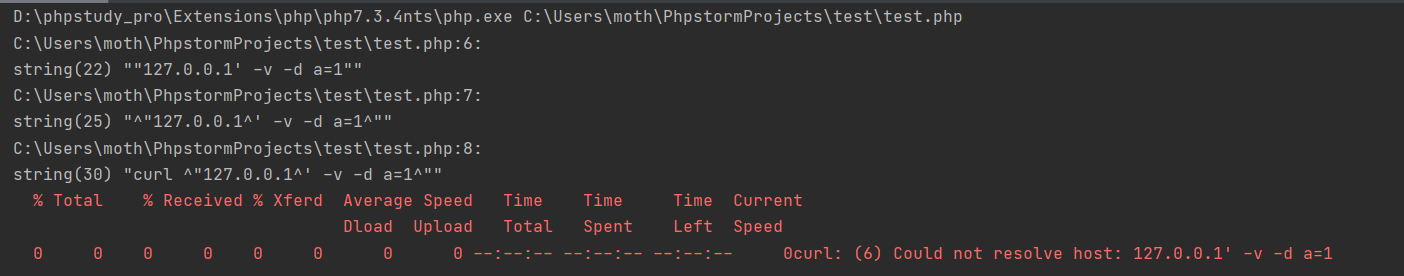 D:\phpstudy_pro\Extensions\php\php7.3.4nts\php.exe C:\Users\moth\PhpstormProjects\test\test.php
C:\Users\moth\PhpstormProjects\test\test.php:6:
string(22) ""127.0.0.1' -v -d a=1""
C:\Users\moth\PhpstormProjects\test\test.php:7:
string(25) "^"127.0.0.1^' -v -d a=1^""
C:\Users\moth\PhpstormProjects\test\test.php:8:
string(30) "curl ^"127.0.0.1^' -v -d a=1^""
  % Total    % Received % Xferd  Average Speed   Time    Time     Time  Current
                                 Dload  Upload   Total   Spent    Left  Speed
  0     0    0     0    0     0      0      0 --:--:-- --:--:-- --:--:--     0curl: (6) Could not resolve host: 127.0.0.1' -v -d a=1